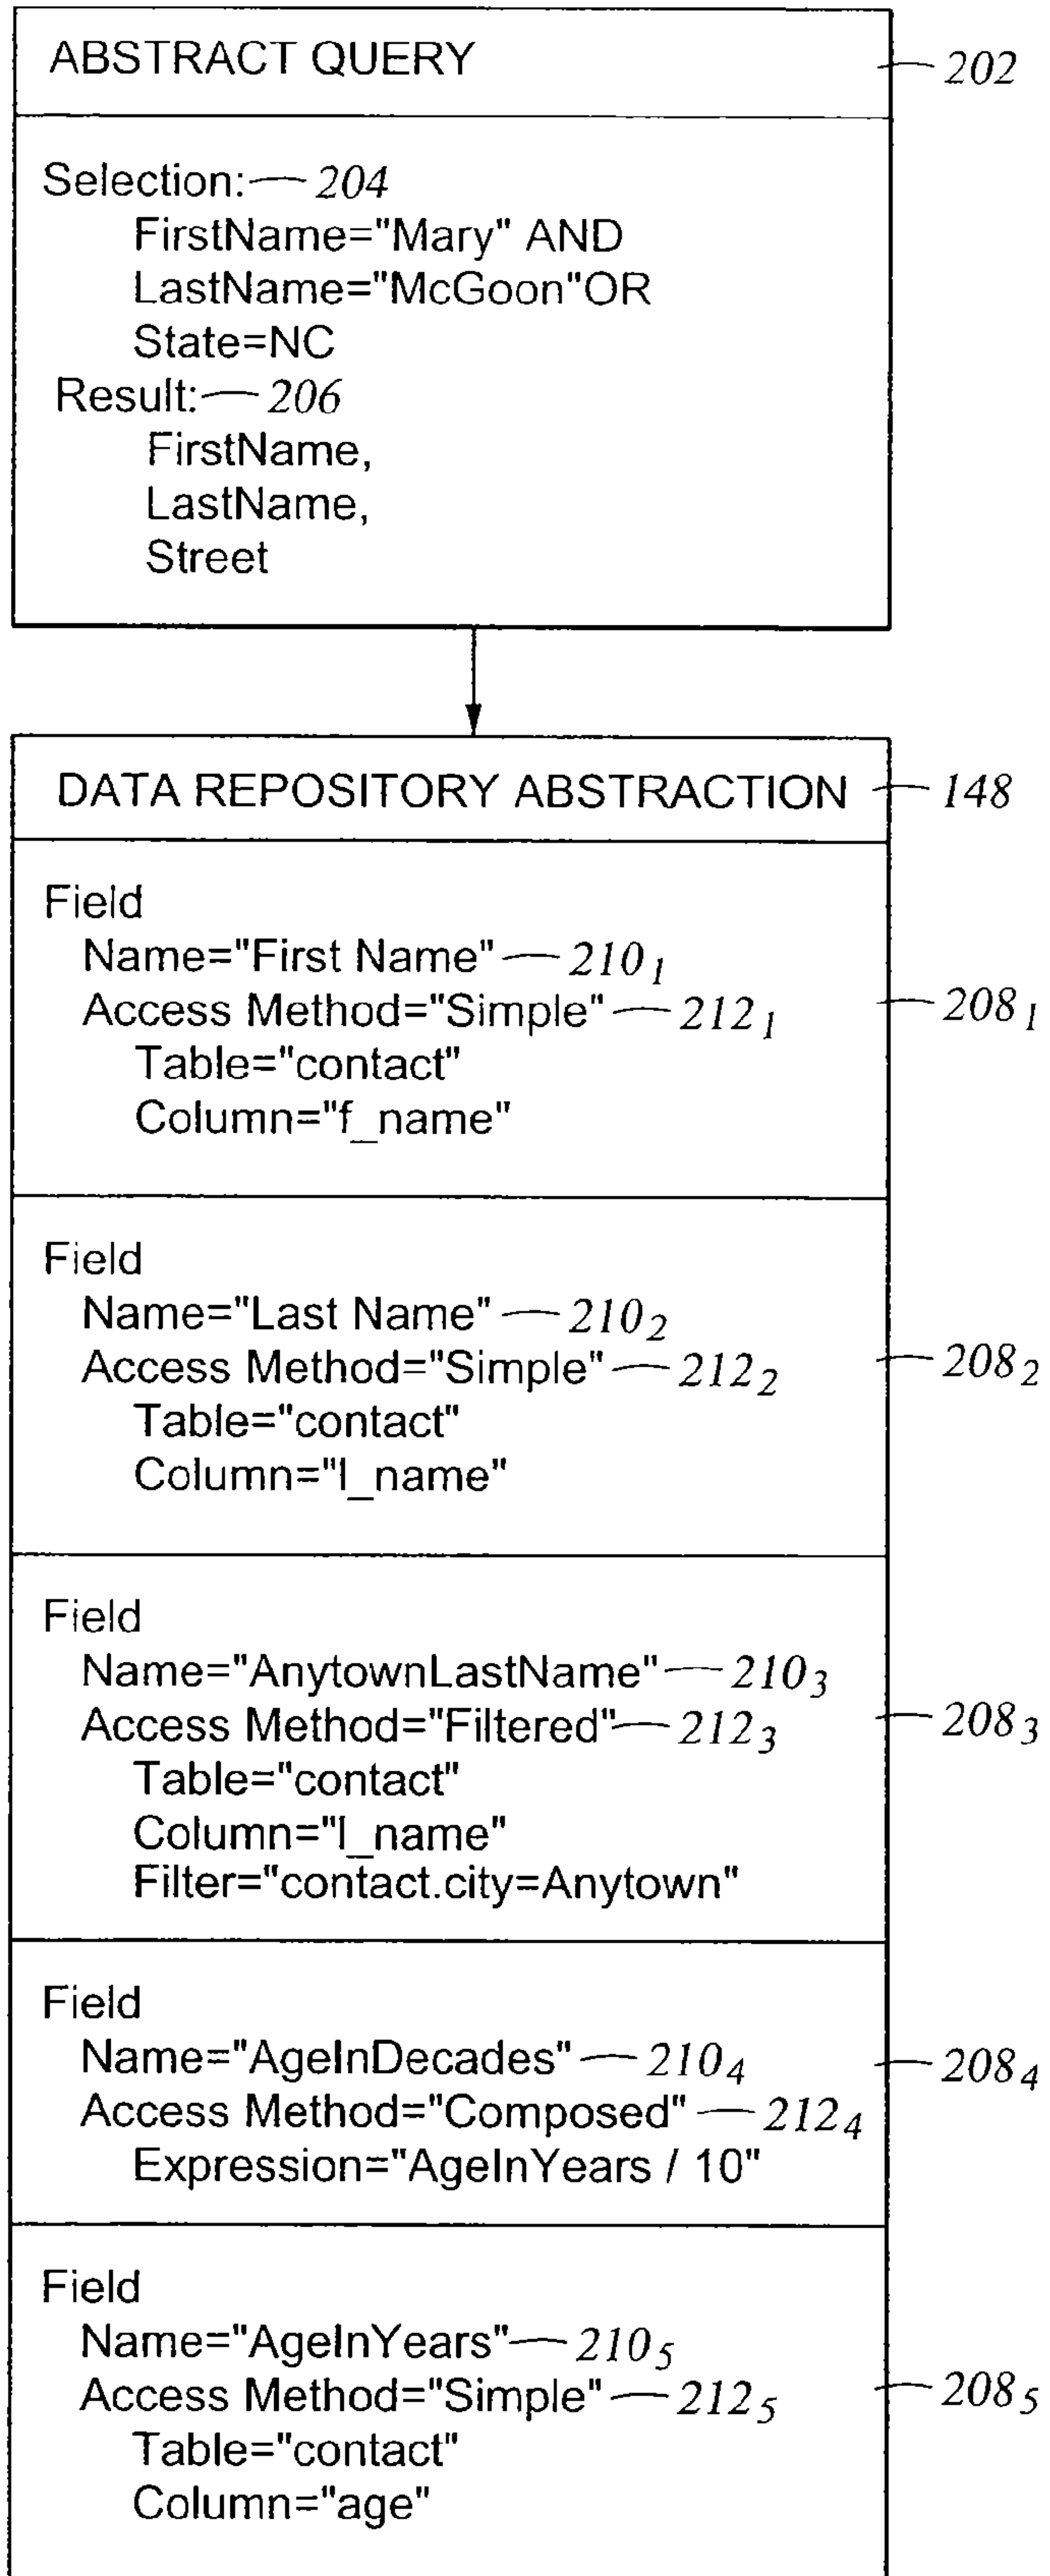 ABSTRACT QUERY 202
Selection: 204
FirstName="Mary" AND
LastName="McGoon"OR
State=NC
Result: 206
FirstName,
LastName,
Street
DATA REPOSITORY ABSTRACTION 148
Field
Name="First Name" 210₁
Access Method="Simple" 212₁ 208₁
Table="contact"
Column="f_name"
Field
Name="Last Name" 210₂
Access Method="Simple" 212₂ 208₂
Table="contact"
Column="l_name"
Field
Name="AnytownLastName" 210₃
Access Method="Filtered" 212₃ 208₃
Table="contact"
Column="l_name"
Filter="contact.city=Anytown"
Field
Name="AgeInDecades" 210₄ 208₄
Access Method="Composed" 212₄
Expression="AgeInYears / 10"
Field
Name="AgeInYears" 210₅
Access Method="Simple" 212₅ 208₅
Table="contact"
Column="age"